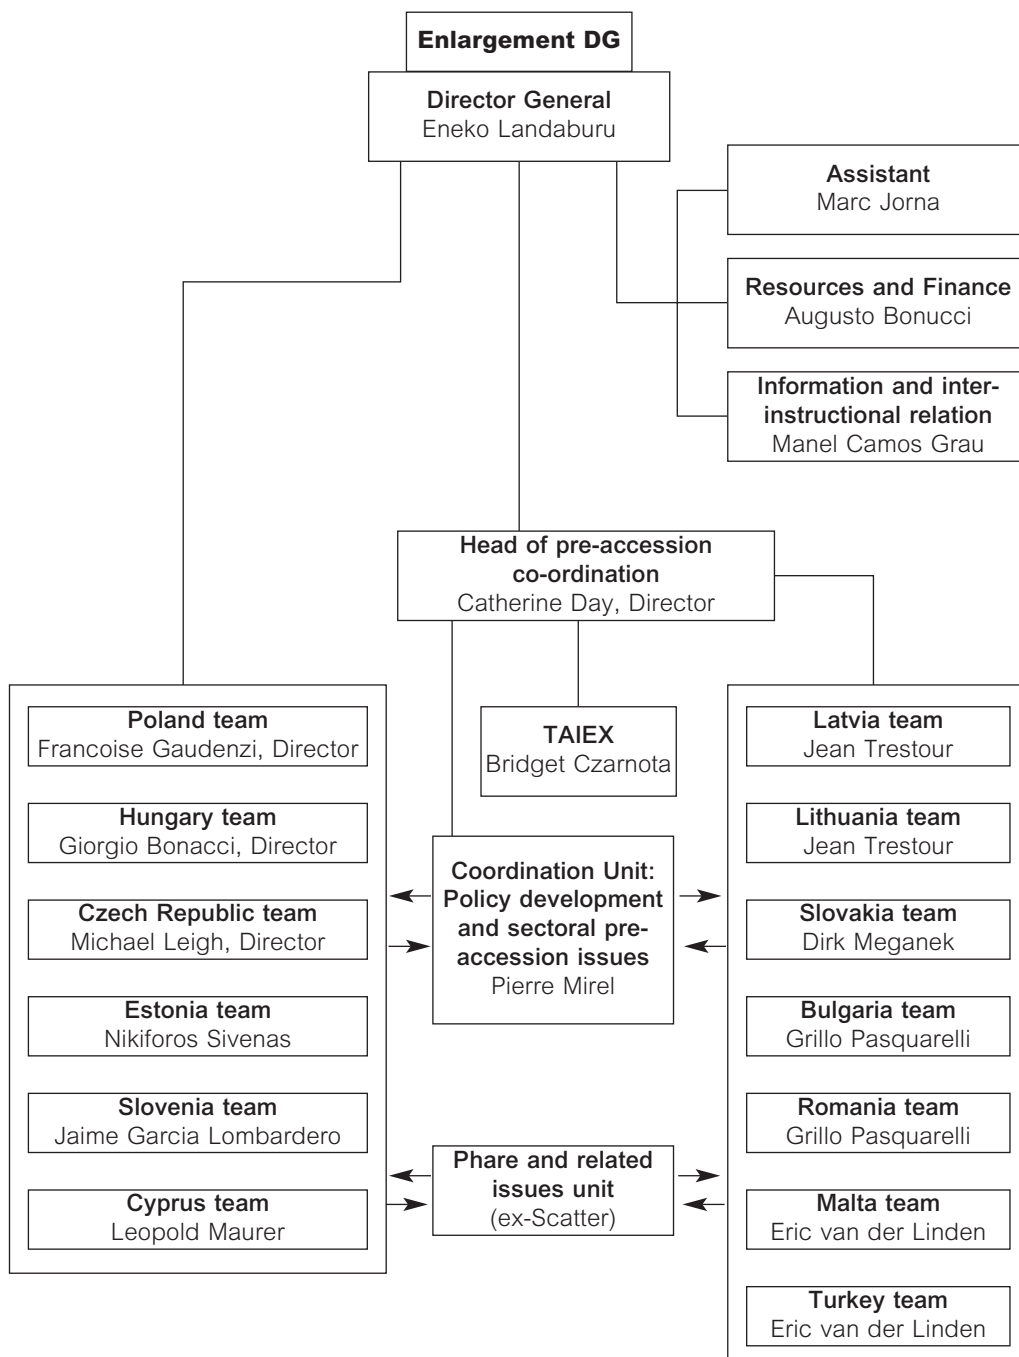 Enlargement DG
Director General
Eneko Landaburu
Assistant
Marc Jorna
Resources and Finance
Augusto Bonucci
Information and inter-
instructional relation
Manel Camos Grau
Head of pre-accession
co-ordination
Catherine Day, Director
Poland team
Francoise Gaudenzi, Director
Hungary team
Giorgio Bonacci, Director
Czech Republic team
Michael Leigh, Director
Estonia team
Nikiforos Sivenas
Slovenia team
Jaime Garcia Lombardero
Cyprus team
Leopold Maurer
TAIEX
Bridget Czarnota
Coordination Unit:
Policy development
and sectoral pre-
accession issues
Pierre Mirel
Phare and related
issues unit
(ex-Scatter)
Latvia team
Jean Trestour
Lithuania team
Jean Trestour
Slovakia team
Dirk Meganek
Bulgaria team
Grillo Pasquarelli
Romania team
Grillo Pasquarelli
Malta team
Eric van der Linden
Turkey team
Eric van der Linden